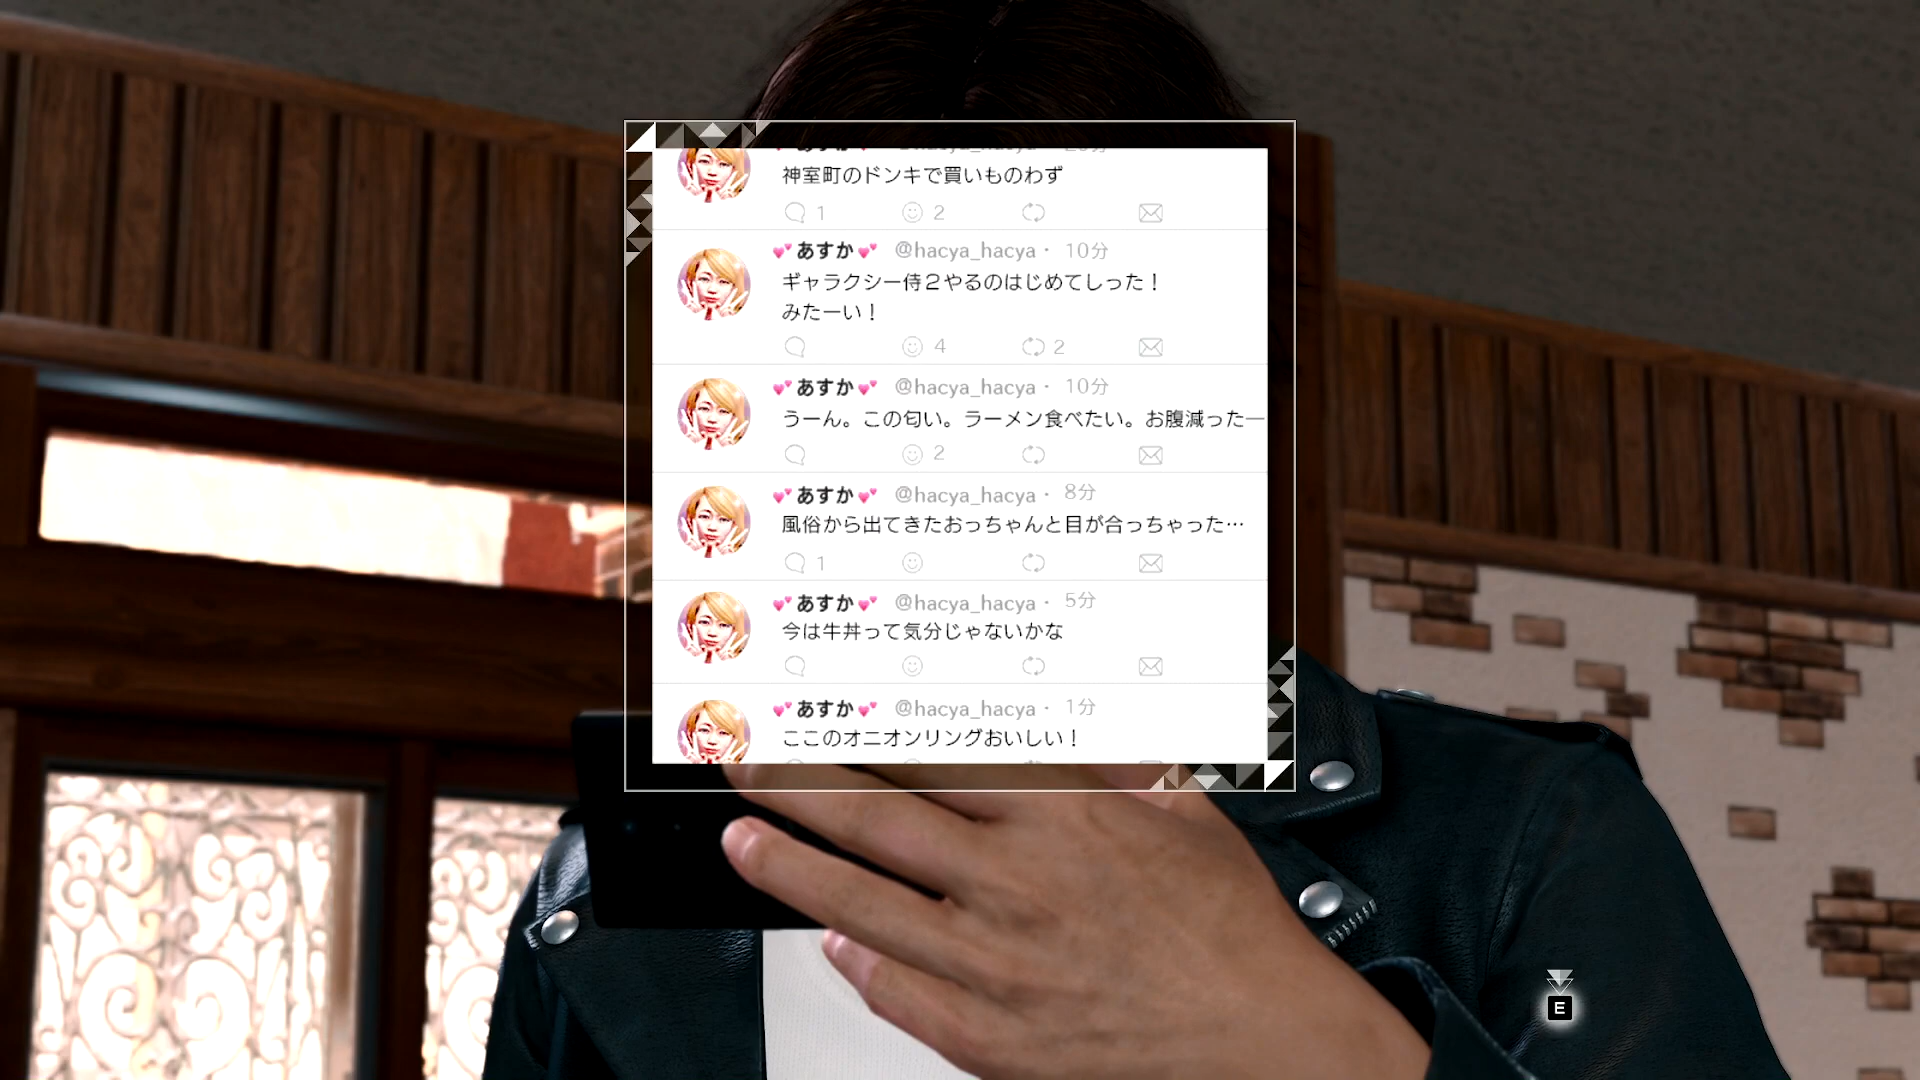 神室町のドンキで買いものわず
1 2
あすか @hacya_hacya・ 10分
ギャラクシー侍2やるのはじめてしった！
みたーい！
4 2
あすか @hacya_hacya・ 10分
うーん。この匂い。ラーメン食べたい。お腹減ったー
2
あすか @hacya_hacya・ 8分
風俗から出てきたおっちゃんと目が合っちゃった…
1
あすか @hacya_hacya・ 5分
今は牛丼って気分じゃないかな
あすか @hacya_hacya・ 1分
ここのオニオンリングおいしい！
E